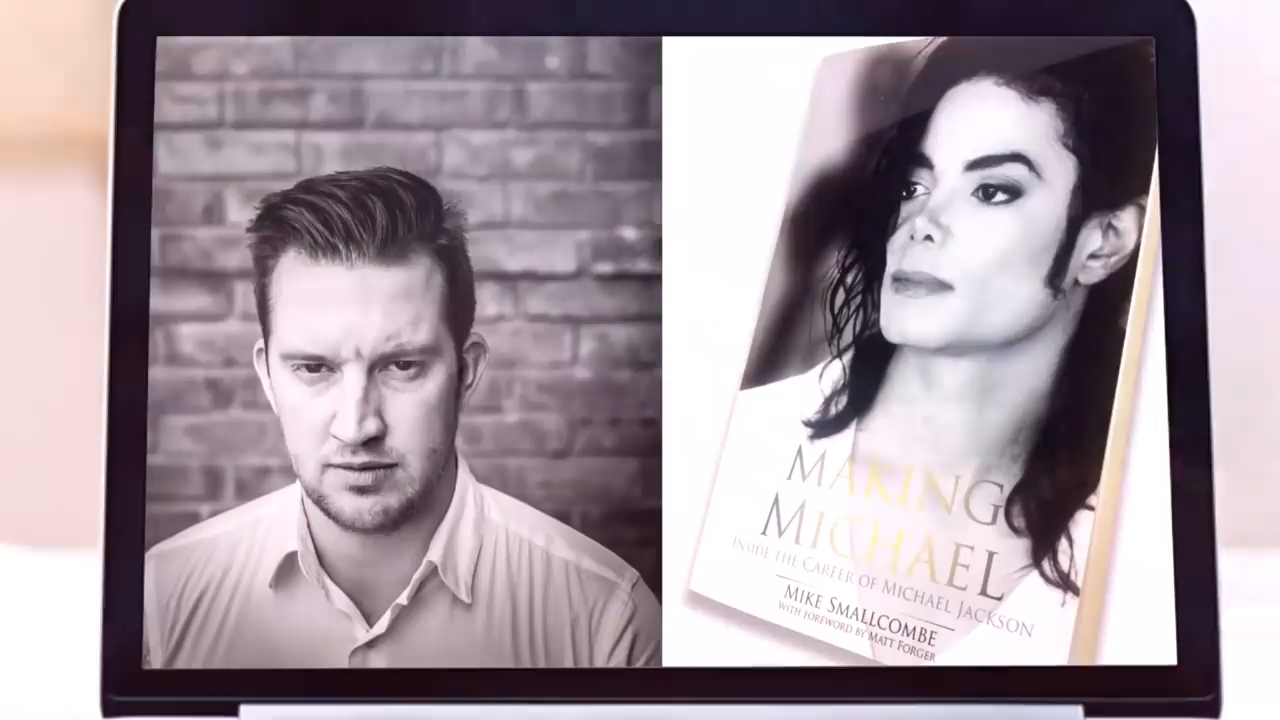 MAKING
MICHAEL
INSIDE THE CAREER OF MICHAEL JACKSON
MIKE SMALLCOMBE
WITH FOREWORD BY MATT FORGER